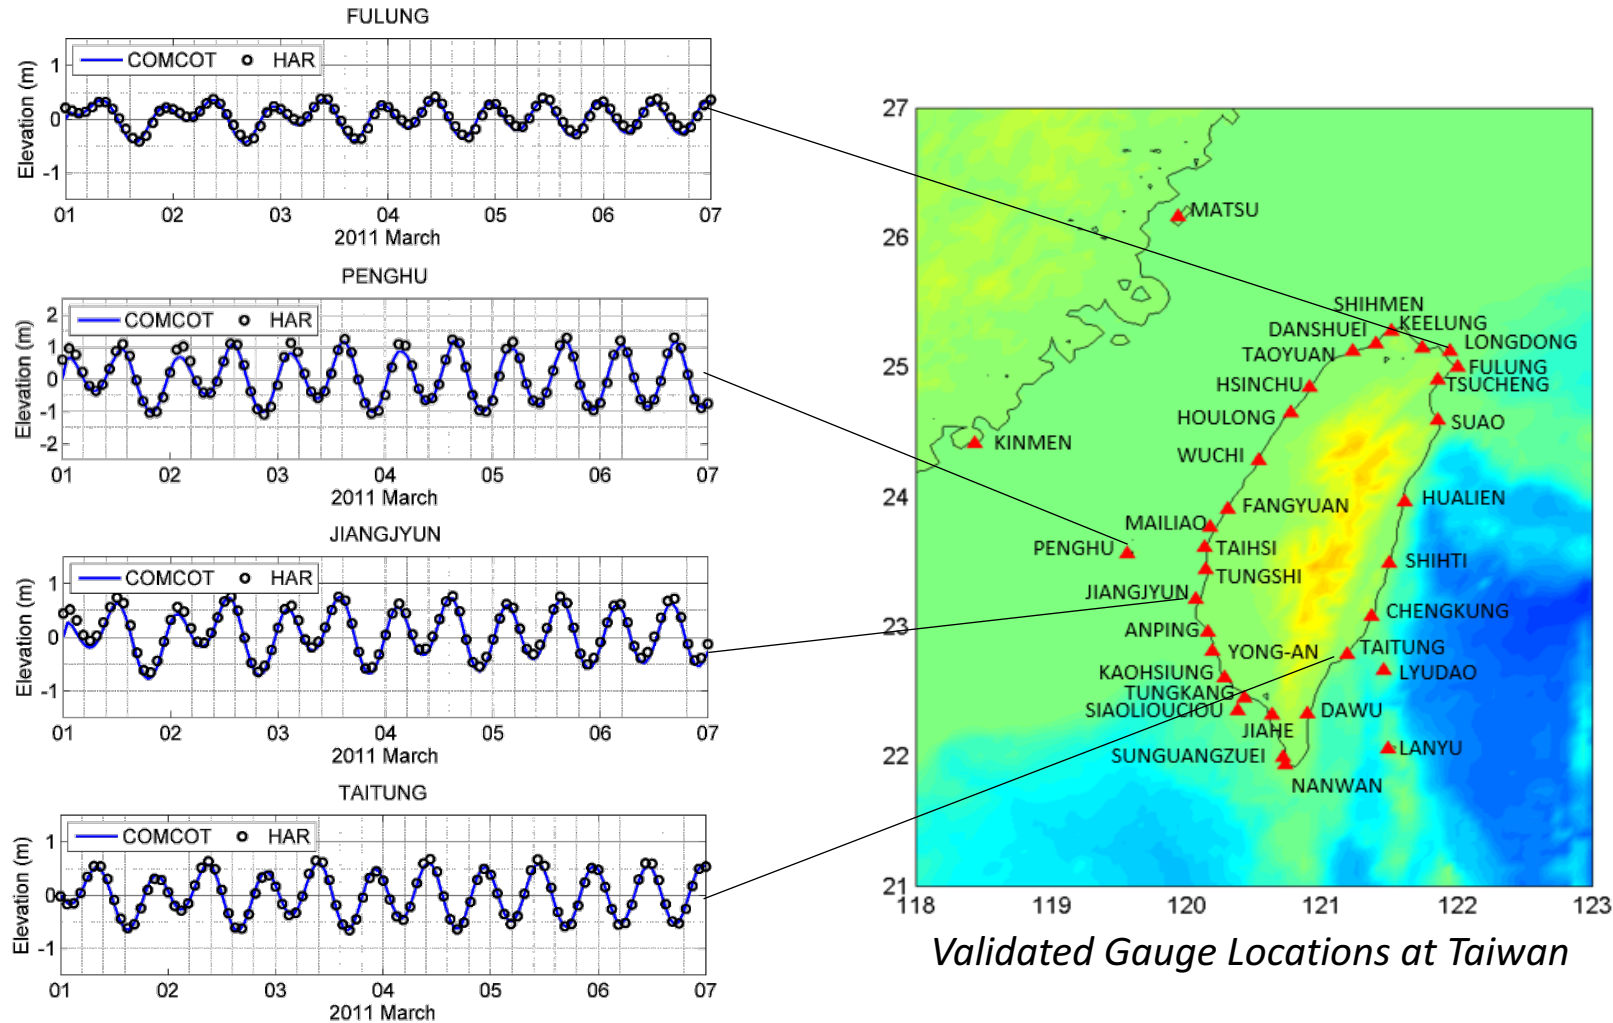 FULUNG
COMCOT
HAR
Elevation (m)
1
0
-1
01 02 03 04 05 06 07
2011 March
PENGHU
COMCOT
HAR
Elevation (m)
2
1
0
-1
-2
01 02 03 04 05 06 07
2011 March
JIANGJYUN
COMCOT
HAR
Elevation (m)
1
0
-1
01 02 03 04 05 06 07
2011 March
TAITUNG
COMCOT
HAR
Elevation (m)
1
0
-1
01 02 03 04 05 06 07
2011 March
27
26
25
24
23
22
21
118 119 120 121 122 123
MATSU
SHIHMEN
KEELUNG
DANSHUEI
LONGDONG
TAOYUAN
FULUNG
HSINCHU
TSUCHENG
HOULONG
SUAO
KINMEN
WUCHI
HUALIEN
FANGYUAN
MAILIAO
PENGHU
TAIHSI
SHIHTI
TUNGSHI
JIANGJYUN
CHENGKUNG
ANPING
TAITUNG
YONG-AN
KAOHSIUNG
LYUDAO
TUNGKANG
SIAOLIOUCIOU
DAWU
JIAHE
LANYU
SUNGUANGZUEI
NANWAN
Validated Gauge Locations at Taiwan